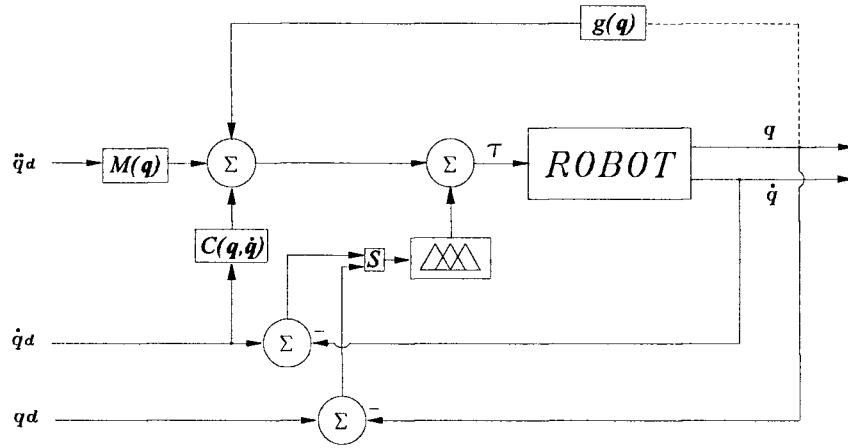 g(q)
q̈d
M(q)
Σ
Σ
τ
ROBOT
q
q̇
C(q,q̇)
S
q̇d
Σ
−
qd
Σ
−